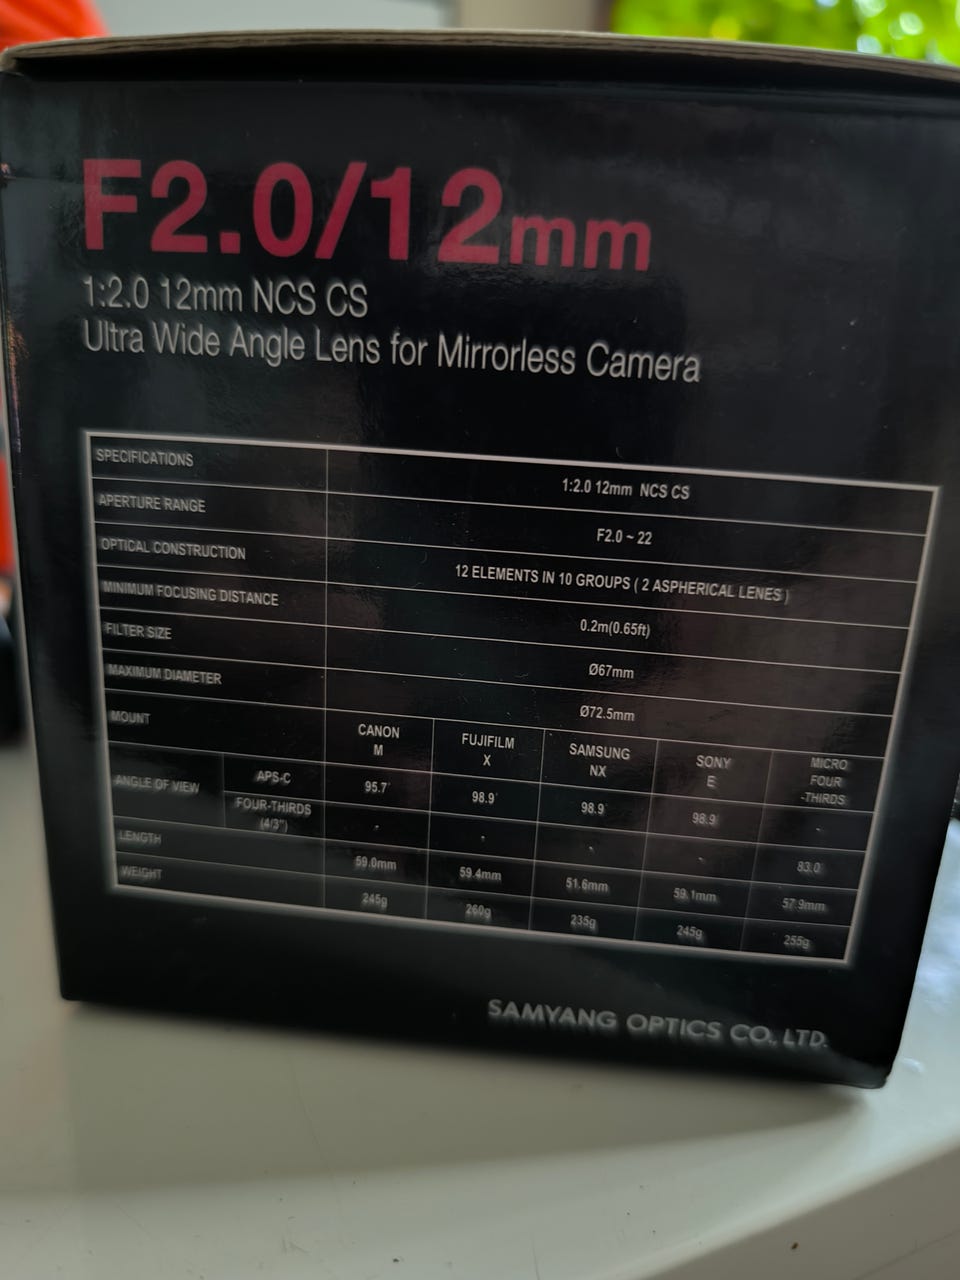 F2.0/12mm
1:2.0 12mm NCS CS
Ultra Wide Angle Lens for Mirrorless Camera
SPECIFICATIONS 1:2.0 12mm NCS CS
APERTURE RANGE F2.0 ~ 22
OPTICAL CONSTRUCTION 12 ELEMENTS IN 10 GROUPS ( 2 ASPHERICAL LENES )
MINIMUM FOCUSING DISTANCE 0.2m(0.65ft)
FILTER SIZE Ø67mm
MAXIMUM DIAMETER Ø72.5mm
MOUNT CANON M FUJIFILM X SAMSUNG NX SONY E MICRO FOUR -THIRDS
ANGLE OF VIEW APS-C 95.7° 98.9° 98.9° 98.9° -
FOUR-THIRDS (4/3") - - - - 83.0°
LENGTH 59.0mm 59.4mm 51.6mm 59.1mm 57.9mm
WEIGHT 245g 260g 235g 245g 255g
SAMYANG OPTICS CO., LTD.